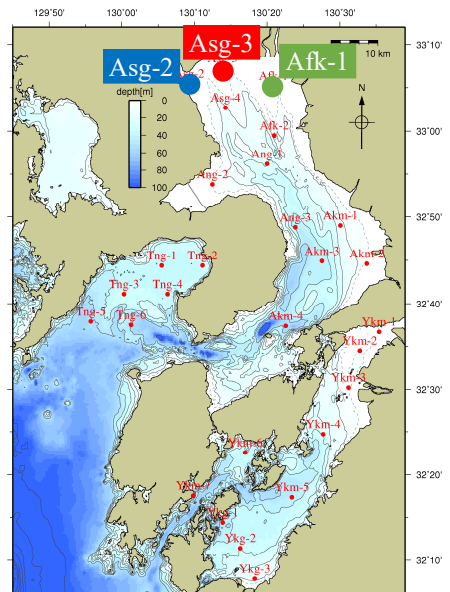 129°50' 130°00' 130°10' 130°20' 130°30'
33°10'
10 km
Asg-3
Afk-1
Asg-2
depth[m]
0
20
40
60
80
100
N
Asg-4
33°00'
Afk-2
Ang-1
Ang-2
32°50'
Ang-3
Akm-1
Akm-3
Akm-2
Tng-1
Tng-2
Tng-3
Tng-4
32°40'
Tng-5
Tng-6
Akm-4
Ykm-1
Ykm-2
32°30'
Ykm-3
Ykm-4
Ykm-6
32°20'
Ykm-5
Ykg-2
32°10'
Ykg-3